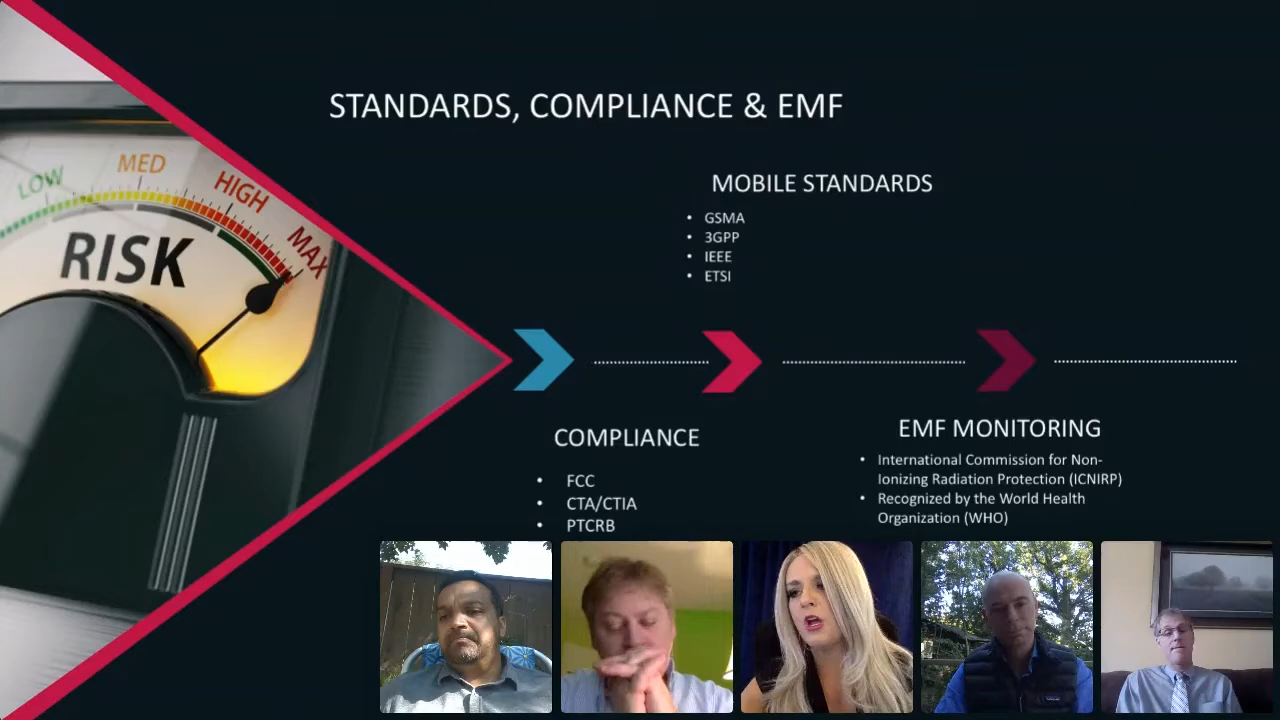 STANDARDS, COMPLIANCE & EMF
LOW
MED
HIGH
MAX
RISK
MOBILE STANDARDS
• GSMA
• 3GPP
• IEEE
• ETSI
COMPLIANCE
• FCC
• CTA/CTIA
• PTCRB
EMF MONITORING
• International Commission for Non-
Ionizing Radiation Protection (ICNIRP)
• Recognized by the World Health
Organization (WHO)